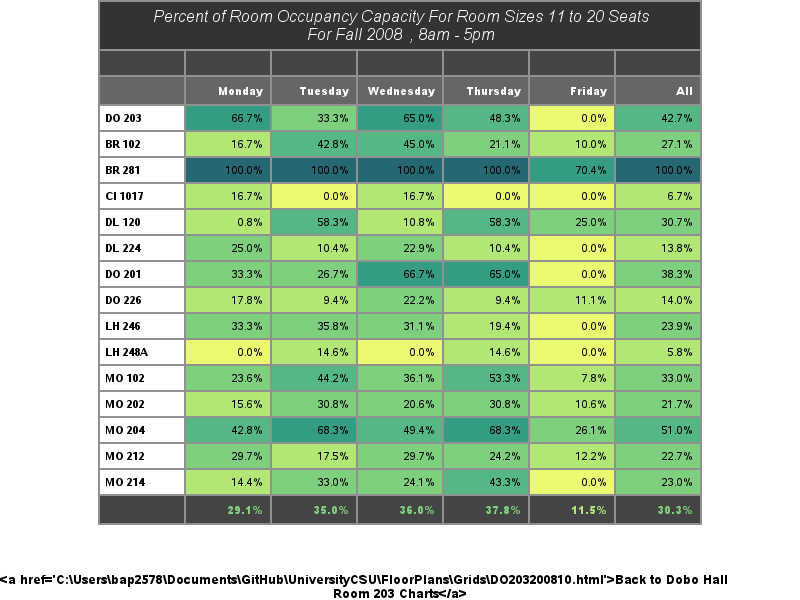 Percent of Room Occupancy Capacity For Room Sizes 11 to 20 Seats
For Fall 2008 , 8am - 5pm
Monday Tuesday Wednesday Thursday Friday All
DO 203 66.7% 33.3% 65.0% 48.3% 0.0% 42.7%
BR 102 16.7% 42.8% 45.0% 21.1% 10.0% 27.1%
BR 281 100.0% 100.0% 100.0% 100.0% 70.4% 100.0%
CI 1017 16.7% 0.0% 16.7% 0.0% 0.0% 6.7%
DL 120 0.8% 58.3% 10.8% 58.3% 25.0% 30.7%
DL 224 25.0% 10.4% 22.9% 10.4% 0.0% 13.8%
DO 201 33.3% 26.7% 66.7% 65.0% 0.0% 38.3%
DO 226 17.8% 9.4% 22.2% 9.4% 11.1% 14.0%
LH 246 33.3% 35.8% 31.1% 19.4% 0.0% 23.9%
LH 248A 0.0% 14.6% 0.0% 14.6% 0.0% 5.8%
MO 102 23.6% 44.2% 36.1% 53.3% 7.8% 33.0%
MO 202 15.6% 30.8% 20.6% 30.8% 10.6% 21.7%
MO 204 42.8% 68.3% 49.4% 68.3% 26.1% 51.0%
MO 212 29.7% 17.5% 29.7% 24.2% 12.2% 22.7%
MO 214 14.4% 33.0% 24.1% 43.3% 0.0% 23.0%
29.1% 35.0% 36.0% 37.8% 11.5% 30.3%
&lt;a href='C:\Users\bap2578\Documents\GitHub\UniversityCSU\FloorPlans\Grids\DO203200810.html'&gt;Back to Dobo Hall
Room 203 Charts&lt;/a&gt;